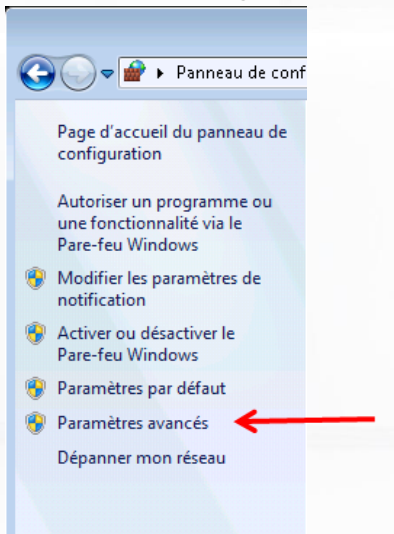 Panneau de conf
Page d'accueil du panneau de
configuration
Autoriser un programme ou
une fonctionnalité via le
Pare-feu Windows
Modifier les paramètres de
notification
Activer ou désactiver le
Pare-feu Windows
Paramètres par défaut
Paramètres avancés
Dépanner mon réseau